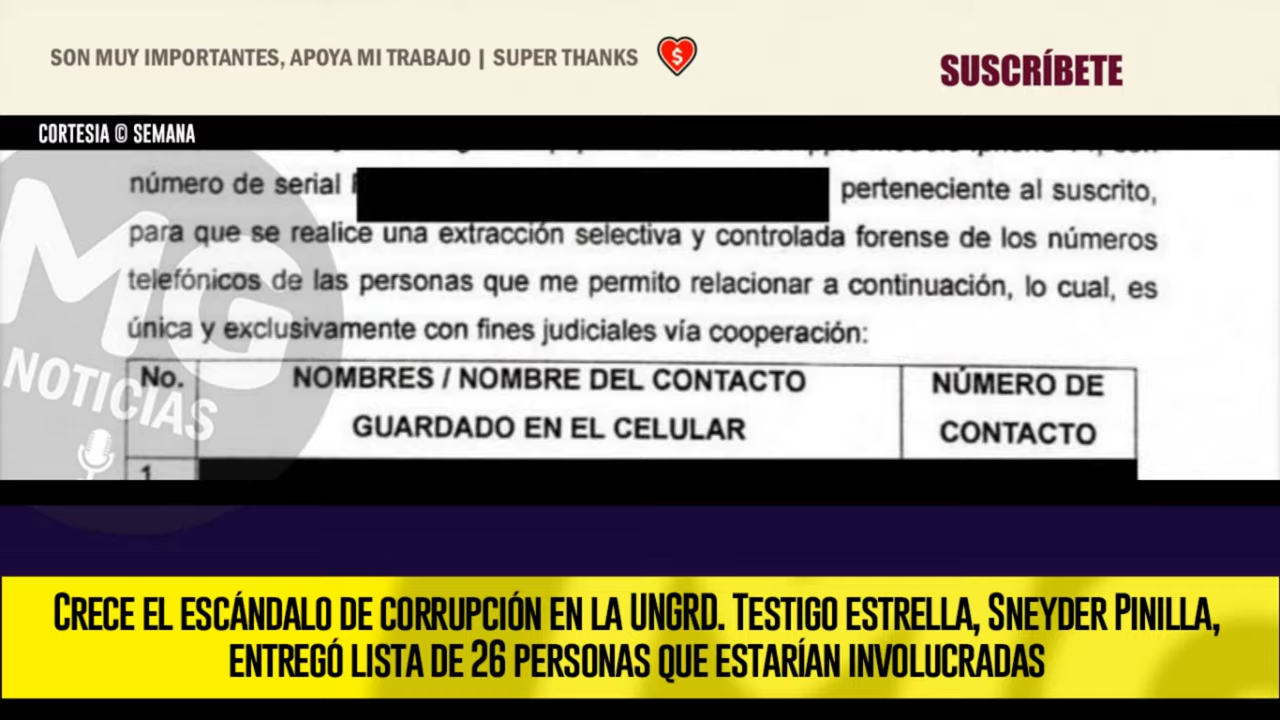 SON MUY IMPORTANTES, APOYA MI TRABAJO | SUPER THANKS
SUSCRÍBETE
CORTESIA © SEMANA
número de serial
perteneciente al suscrito,
para que se realice una extracción selectiva y controlada forense de los números
telefónicos de las personas que me permito relacionar a continuación, lo cual, es
única y exclusivamente con fines judiciales vía cooperación:
No.
NOMBRES / NOMBRE DEL CONTACTO
GUARDADO EN EL CELULAR
NÚMERO DE
CONTACTO
1
MG
NOTICIAS
CRECE EL ESCÁNDALO DE CORRUPCIÓN EN LA UNGRD. TESTIGO ESTRELLA, SNEYDER PINILLA,
ENTREGÓ LISTA DE 26 PERSONAS QUE ESTARÍAN INVOLUCRADAS